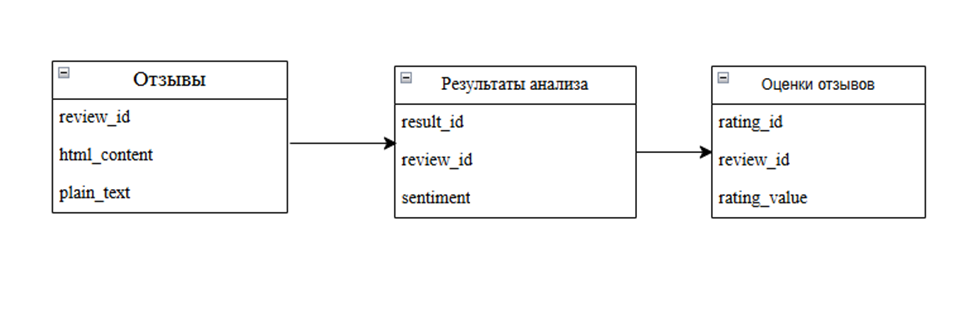 Отзывы
review_id
html_content
plain_text
Результаты анализа
result_id
review_id
sentiment
Оценки отзывов
rating_id
review_id
rating_value